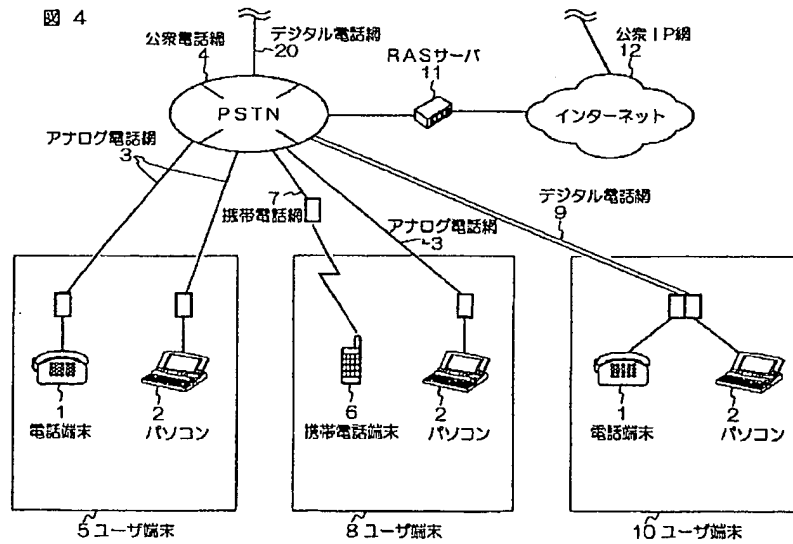 図 4
デジタル電話網
20
公衆電話網
4
RASサーバ
11
公衆IP網
12
PSTN
インターネット
アナログ電話網
3
7
携帯電話網
アナログ電話網
3
デジタル電話網
9
1
電話端末
2
パソコン
6
携帯電話端末
2
パソコン
1
電話端末
2
パソコン
5 ユーザ端末
8 ユーザ端末
10 ユーザ端末